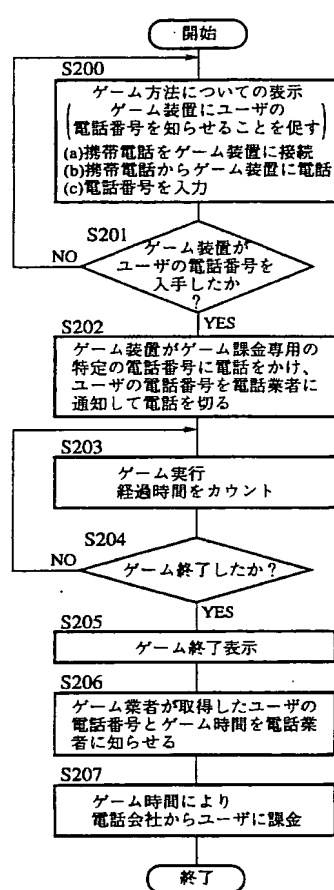 開始
S200
ゲーム方法についての表示
ゲーム装置にユーザの
電話番号を知らせることを促す
(a)携帯電話をゲーム装置に接続
(b)携帯電話からゲーム装置に電話
(c)電話番号を入力
S201
ゲーム装置が
ユーザの電話番号を
入手したか
?
NO
YES
S202
ゲーム装置がゲーム課金専用の
特定の電話番号に電話をかけ、
ユーザの電話番号を電話業者に
通知して電話を切る
S203
ゲーム実行
経過時間をカウント
S204
ゲーム終了したか?
NO
YES
S205
ゲーム終了表示
S206
ゲーム業者が取得したユーザの
電話番号とゲーム時間を電話業
者に知らせる
S207
ゲーム時間により
電話会社からユーザに課金
終了